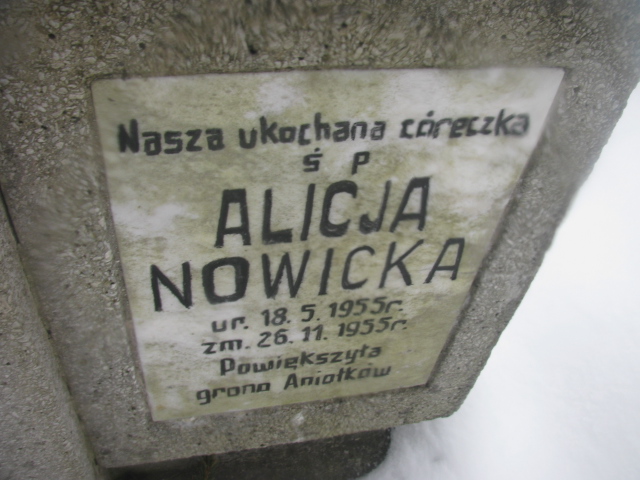 Nasza ukochana córeczka
Ś P
ALICJA
NOWICKA
ur. 18. 5. 1955r.
zm. 26. 11. 1955r.
Powiększyła
grono Aniołków